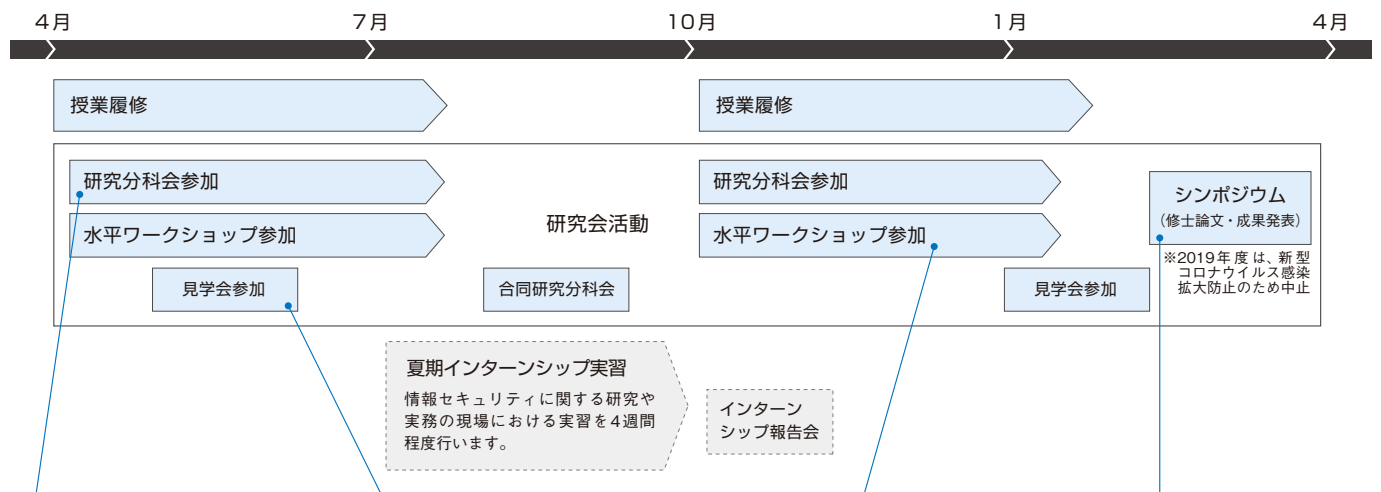 4月 7月 10月 1月 4月
授業履修 授業履修
研究分科会参加 研究分科会参加
水平ワークショップ参加 研究会活動 水平ワークショップ参加
シンポジウム
(修士論文・成果発表)
※2019年度は、新型
コロナウイルス感染
拡大防止のため中止
見学会参加 合同研究分科会 見学会参加
夏期インターンシップ実習
情報セキュリティに関する研究や
実務の現場における実習を4週間
程度行います。
インターン
シップ報告会